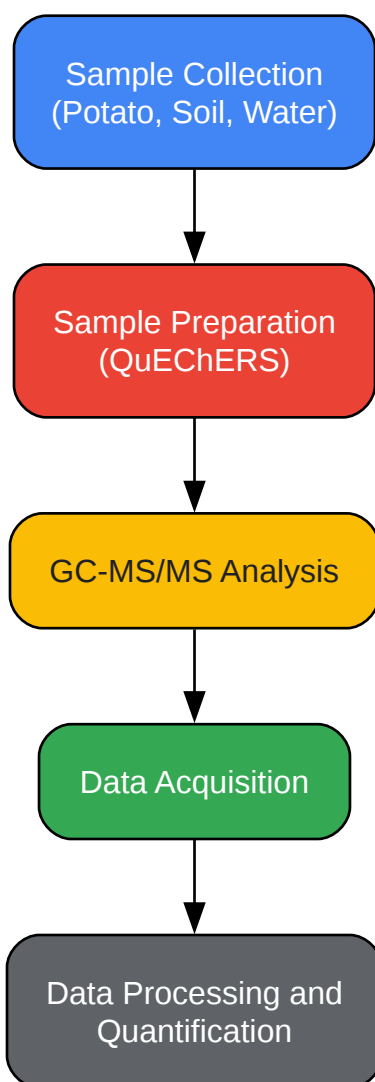 Sample Collection
(Potato, Soil, Water)
Sample Preparation
(QuEChERS)
GC-MS/MS Analysis
Data Acquisition
Data Processing and
Quantification